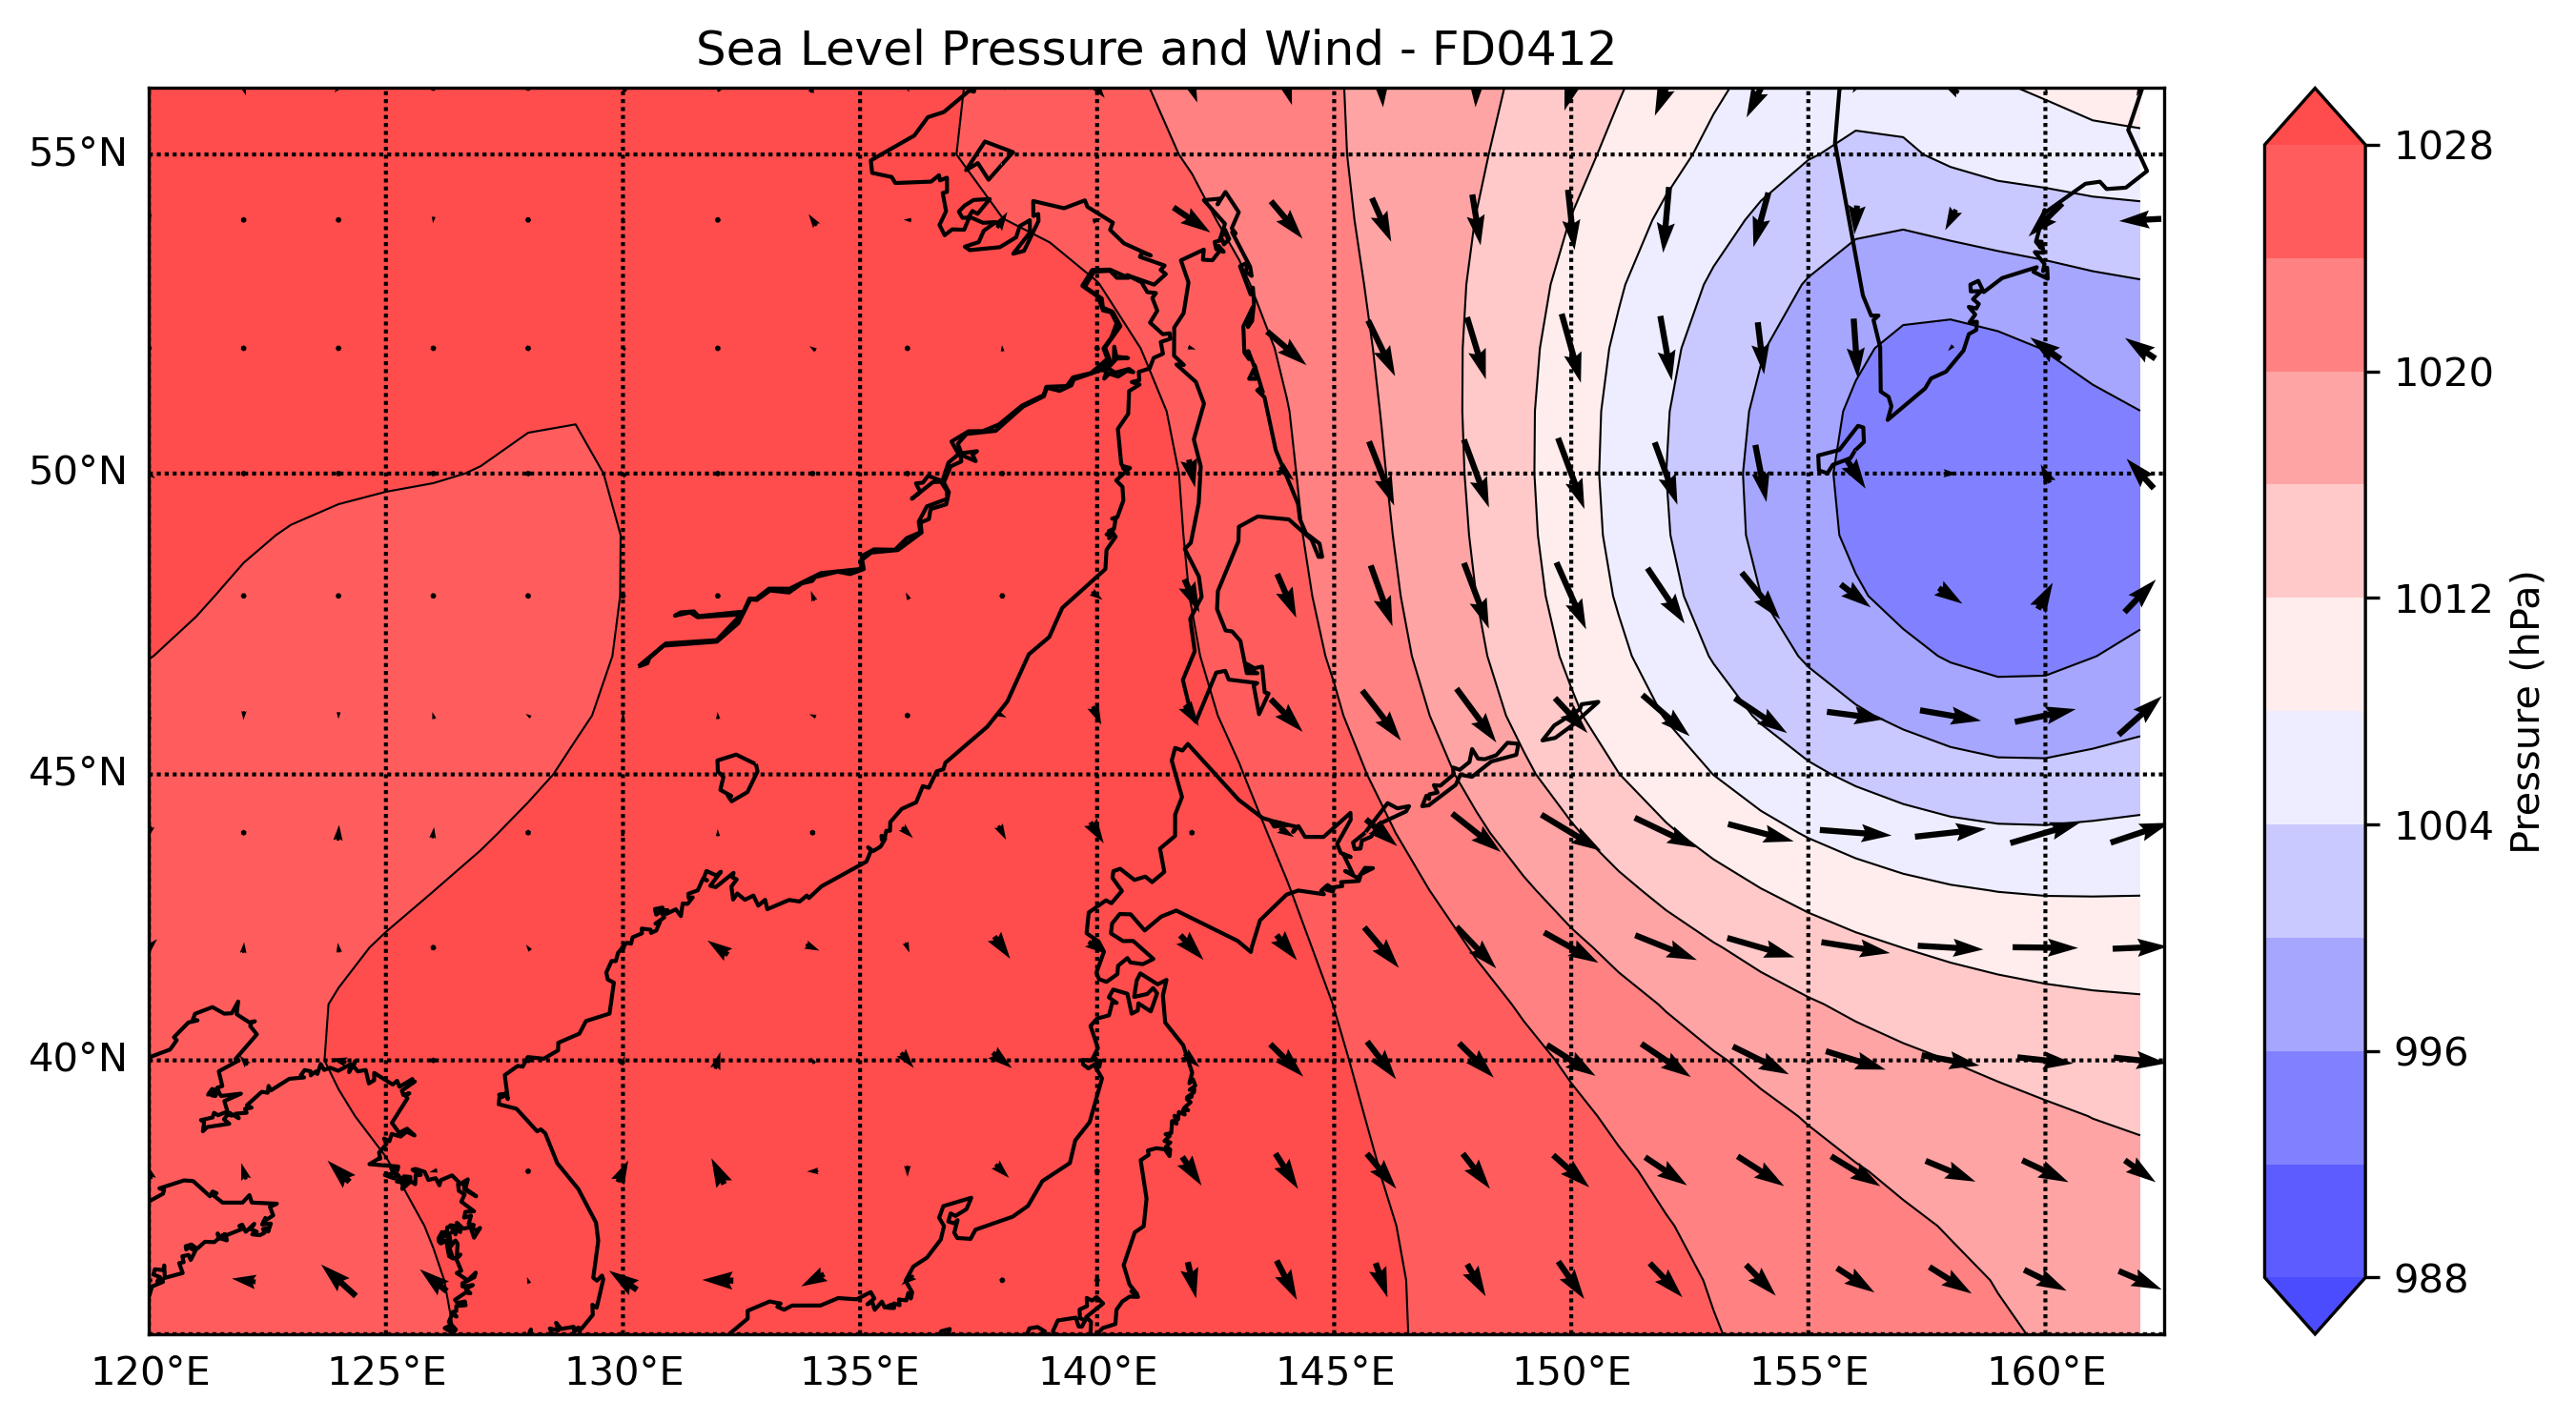 Sea Level Pressure and Wind - FD0412
55°N
50°N
45°N
40°N
120°E
125°E
130°E
135°E
140°E
145°E
150°E
155°E
160°E
1028
1020
1012
1004
996
988
Pressure (hPa)